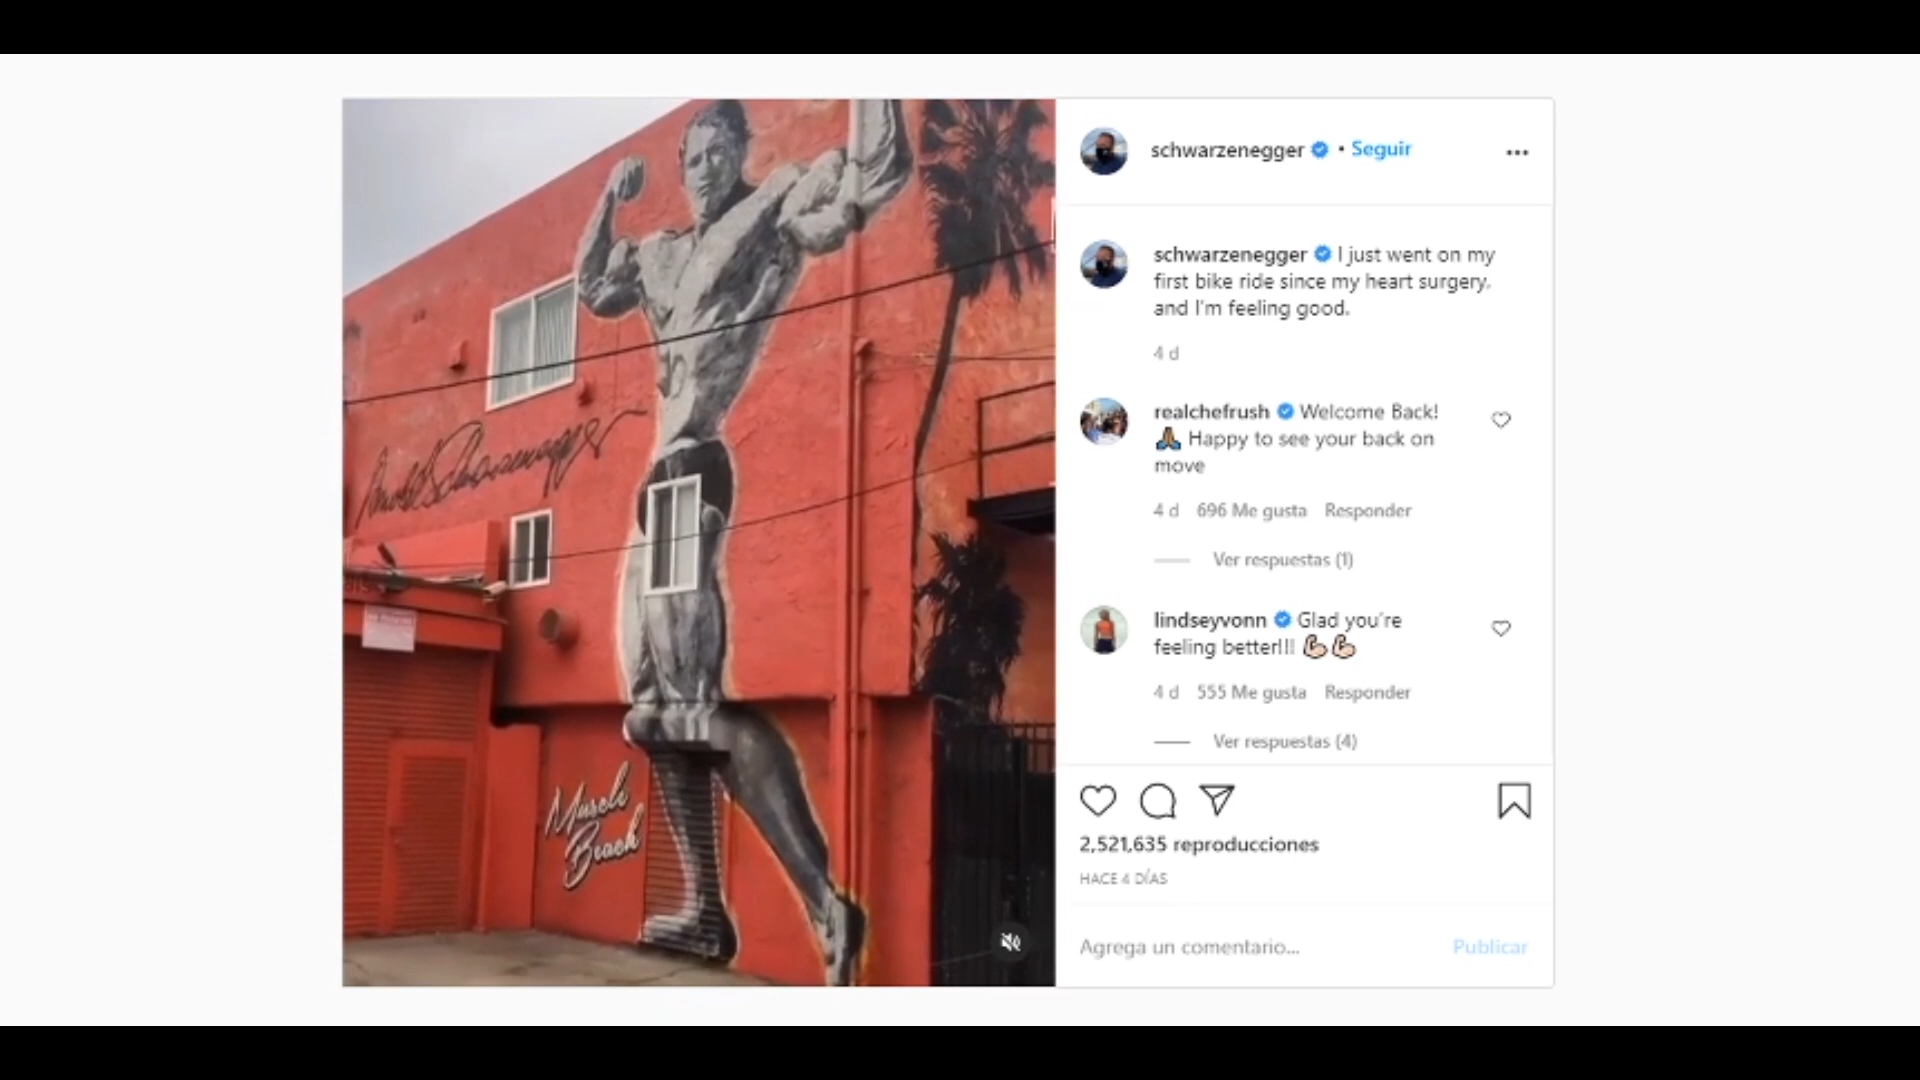 Arnold Schwarzenegger
Muscle
Beach
schwarzenegger • Seguir
schwarzenegger I just went on my
first bike ride since my heart surgery,
and I'm feeling good.
4 d
realchefrush Welcome Back!
🙏🏾 Happy to see your back on
move
4 d 696 Me gusta Responder
Ver respuestas (1)
lindseyvonn Glad you're
feeling better!!! 💪🏻💪🏻
4 d 555 Me gusta Responder
Ver respuestas (4)
2,521,635 reproducciones
HACE 4 DÍAS
Agrega un comentario... Publicar